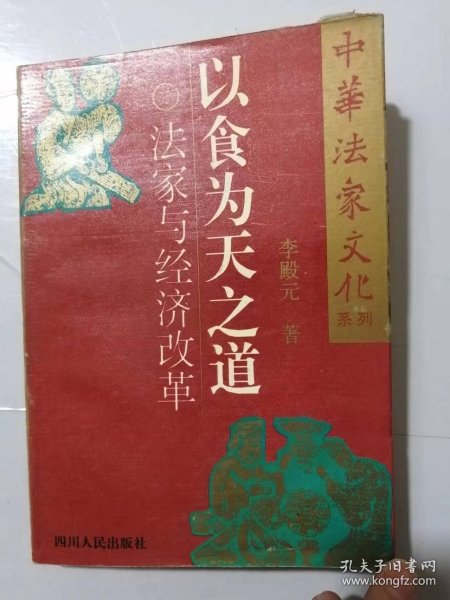 中華法家文化
系列
以食为天之道
法家与经济改革
李殿元 著
四川人民出版社
孔夫子旧书网
www.kongfz.com